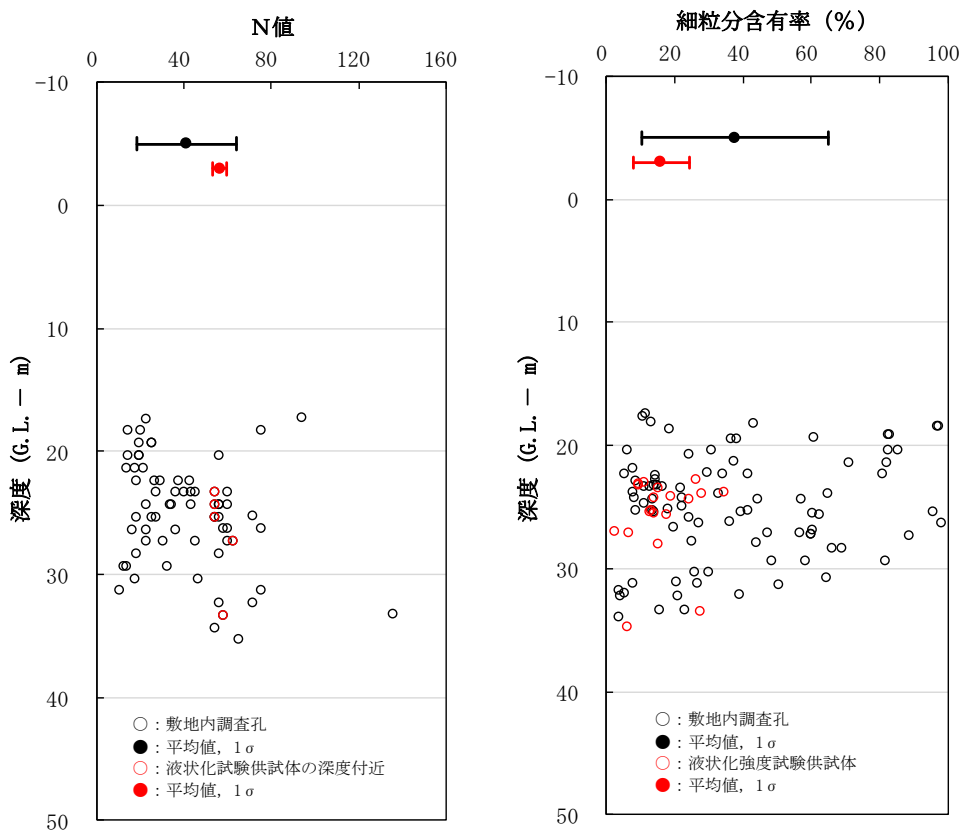 N値
0 40 80 120 160
-10
0
10
20
30
40
50
深度 (G.L. － m)
○ : 敷地内調査孔
● : 平均値, 1σ
○ : 液状化試験供試体の深度付近
● : 平均値, 1σ
細粒分含有率 (%)
0 20 40 60 80 100
-10
0
10
20
30
40
50
深度 (G.L. － m)
○ : 敷地内調査孔
● : 平均値, 1σ
○ : 液状化強度試験供試体
● : 平均値, 1σ